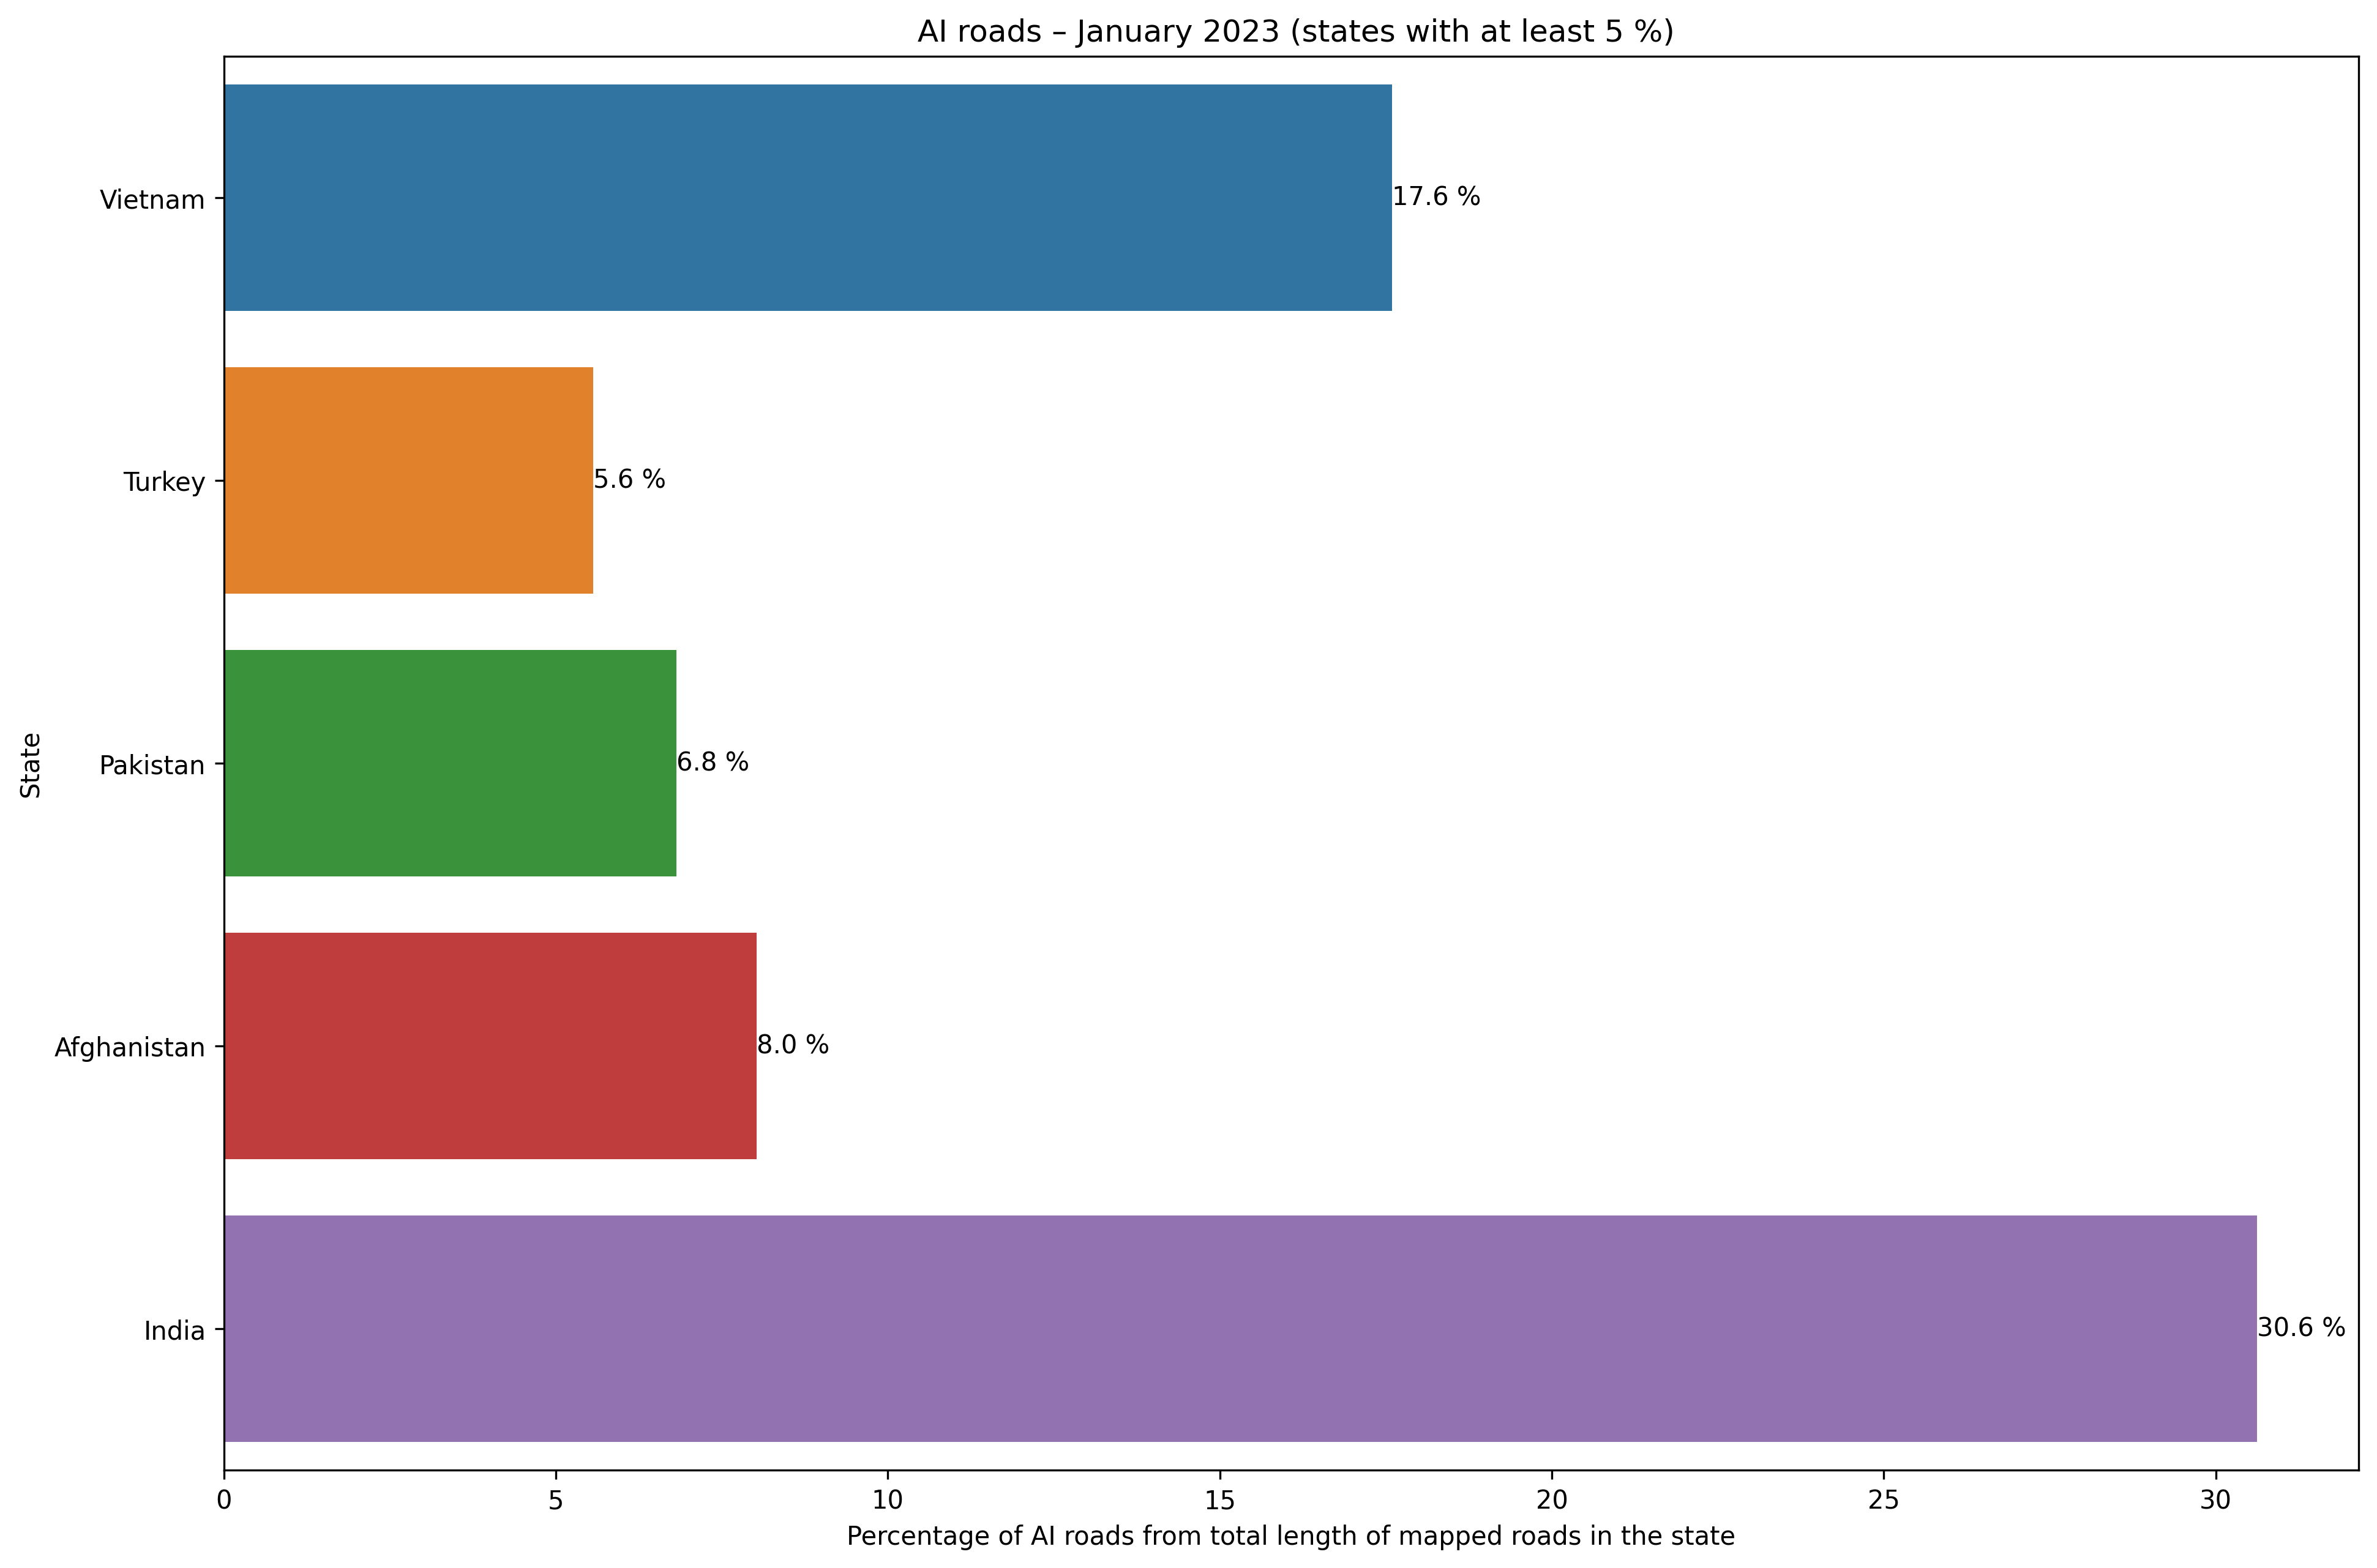 AI roads – January 2023 (states with at least 5 %)
State
Vietnam
17.6 %
Turkey
5.6 %
Pakistan
6.8 %
Afghanistan
8.0 %
India
30.6 %
0 5 10 15 20 25 30
Percentage of AI roads from total length of mapped roads in the state